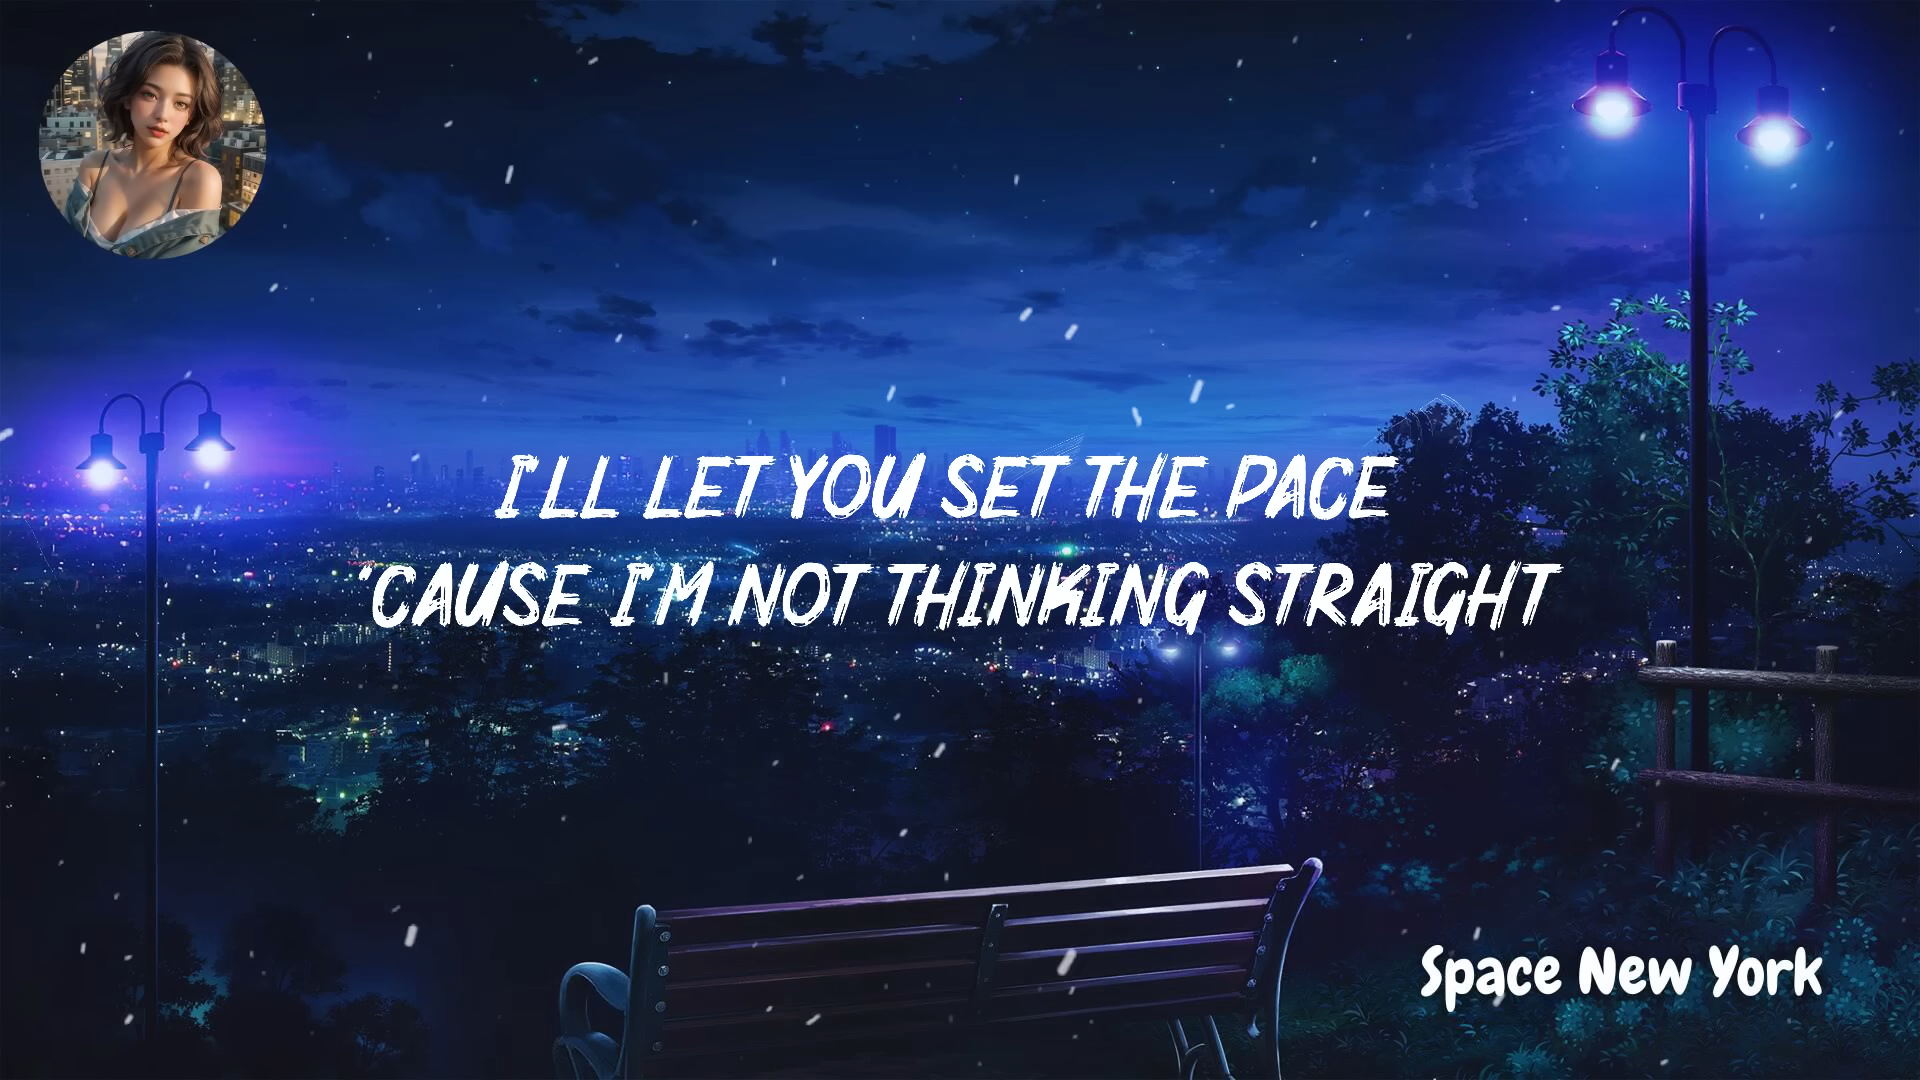 I'LL LET YOU SET THE PACE
"CAUSE I'M NOT THINKING STRAIGHT
Space New York